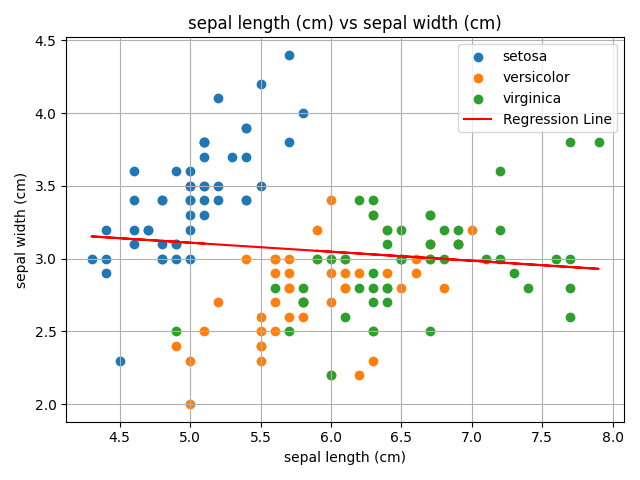 sepal length (cm) vs sepal width (cm)
setosa
versicolor
virginica
Regression Line
sepal width (cm)
4.5
4.0
3.5
3.0
2.5
2.0
4.5 5.0 5.5 6.0 6.5 7.0 7.5 8.0
sepal length (cm)